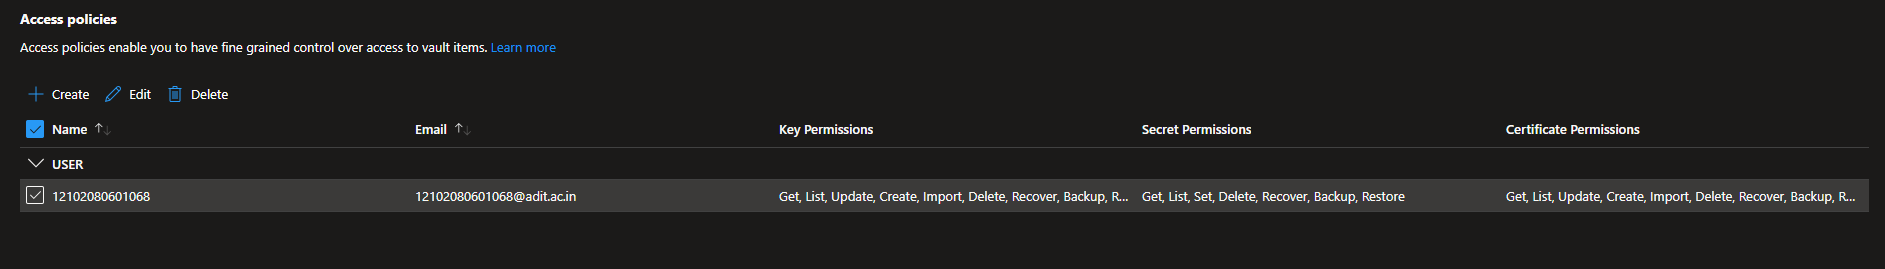 Access policies
Access policies enable you to have fine grained control over access to vault items. Learn more
Create Edit Delete
Name Email Key Permissions Secret Permissions Certificate Permissions
USER
12102080601068 12102080601068@adit.ac.in Get, List, Update, Create, Import, Delete, Recover, Backup, R... Get, List, Set, Delete, Recover, Backup, Restore Get, List, Update, Create, Import, Delete, Recover, Backup, R...